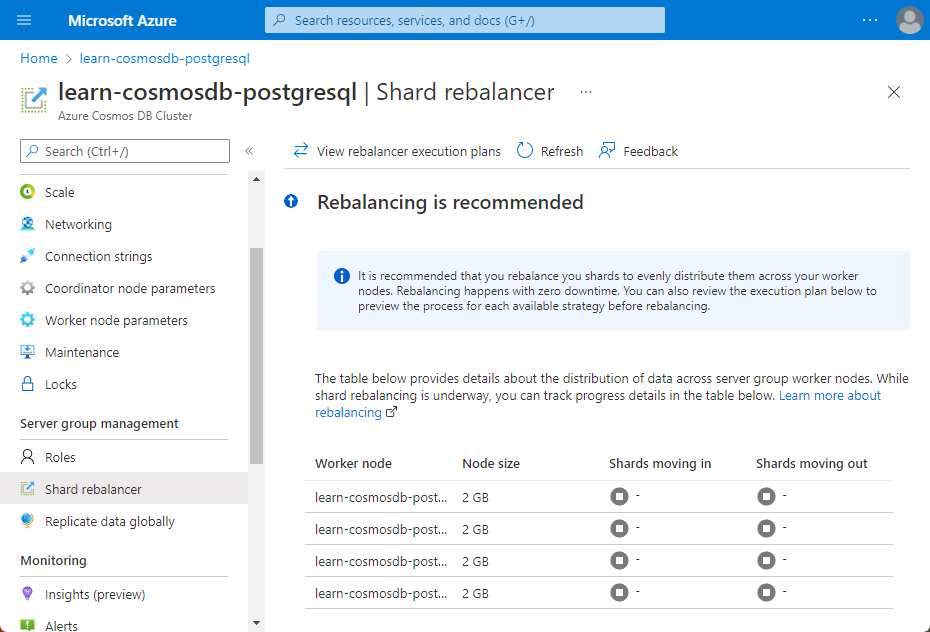 Microsoft Azure
Search resources, services, and docs (G+/)
...
Home > learn-cosmosdb-postgresql
learn-cosmosdb-postgresql | Shard rebalancer ...
Azure Cosmos DB Cluster
Search (Ctrl+/)
«
View rebalancer execution plans
Refresh
Feedback
Scale
Networking
Connection strings
Coordinator node parameters
Worker node parameters
Maintenance
Locks
Server group management
Roles
Shard rebalancer
Replicate data globally
Monitoring
Insights (preview)
Alerts
Rebalancing is recommended
It is recommended that you rebalance you shards to evenly distribute them across your worker
nodes. Rebalancing happens with zero downtime. You can also review the execution plan below to
preview the process for each available strategy before rebalancing.
The table below provides details about the distribution of data across server group worker nodes. While
shard rebalancing is underway, you can track progress details in the table below. Learn more about
rebalancing
Worker node Node size Shards moving in Shards moving out
learn-cosmosdb-post... 2 GB - -
learn-cosmosdb-post... 2 GB - -
learn-cosmosdb-post... 2 GB - -
learn-cosmosdb-post... 2 GB - -